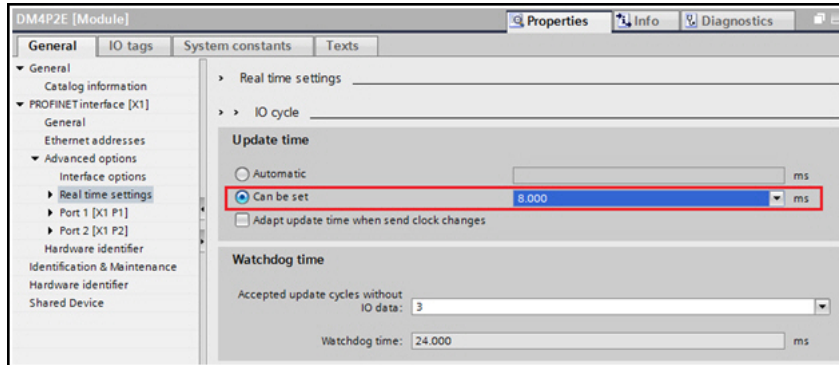 DM4P2E [Module]
Properties
Info
Diagnostics
General
IO tags
System constants
Texts
General
Catalog information
PROFINET interface [X1]
General
Ethernet addresses
Advanced options
Interface options
Real time settings
Port 1 [X1 P1]
Port 2 [X1 P2]
Hardware identifier
Identification & Maintenance
Hardware identifier
Shared Device
Real time settings
IO cycle
Update time
Automatic
ms
Can be set
8.000
ms
Adapt update time when send clock changes
Watchdog time
Accepted update cycles without
IO data:
3
Watchdog time:
24.000
ms